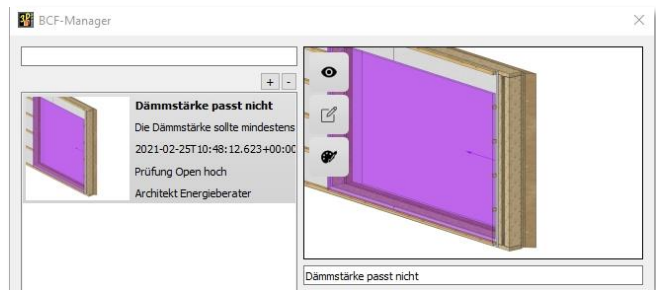 BCF-Manager
+ -
Dämmstärke passt nicht
Die Dämmstärke sollte mindestens
2021-02-25T10:48:12.623+00:00
Prüfung Open hoch
Architekt Energieberater
Dämmstärke passt nicht